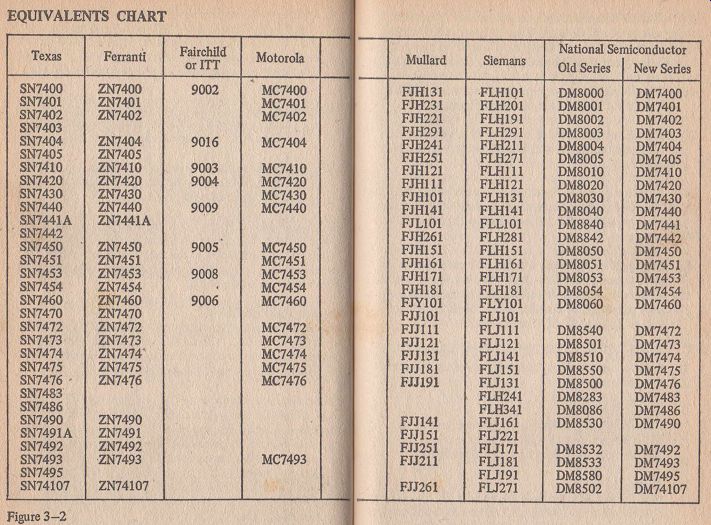 EQUIVALENTS CHART
Texas Ferranti Fairchild or ITT Motorola
SN7400 ZN7400 9002 MC7400
SN7401 ZN7401 MC7401
SN7402 ZN7402 MC7402
SN7403
SN7404 ZN7404 9016 MC7404
SN7405 ZN7405
SN7410 ZN7410 9003 MC7410
SN7420 ZN7420 9004 MC7420
SN7430 ZN7430 MC7430
SN7440 ZN7440 9009 MC7440
SN7441A ZN7441A
SN7442
SN7450 ZN7450 9005 MC7450
SN7451 ZN7451 MC7451
SN7453 ZN7453 9008 MC7453
SN7454 ZN7454 MC7454
SN7460 ZN7460 9006 MC7460
SN7470 ZN7470
SN7472 ZN7472 MC7472
SN7473 ZN7473 MC7473
SN7474 ZN7474 MC7474
SN7475 ZN7475 MC7475
SN7476 ZN7476 MC7476
SN7483
SN7486
SN7490 ZN7490
SN7491A ZN7491
SN7492 ZN7492
SN7493 ZN7493 MC7493
SN7495
SN74107 ZN74107
Figure 3–2
National Semiconductor
Mullard Siemans Old Series New Series
FJH131 FLH101 DM8000 DM7400
FJH231 FLH201 DM8001 DM7401
FJH221 FLH191 DM8002 DM7402
FJH291 FLH291 DM8003 DM7403
FJH241 FLH211 DM8004 DM7404
FJH251 FLH271 DM8005 DM7405
FJH121 FLH111 DM8010 DM7410
FJH111 FLH121 DM8020 DM7420
FJH101 FLH131 DM8030 DM7430
FJH141 FLH141 DM8040 DM7440
FJL101 FLL101 DM8840 DM7441
FJH261 FLH281 DM8842 DM7442
FJH151 FLH151 DM8050 DM7450
FJH161 FLH161 DM8051 DM7451
FJH171 FLH171 DM8053 DM7453
FJH181 FLH181 DM8054 DM7454
FJY101 FLY101 DM8060 DM7460
FJJ101 FLJ101
FJJ111 FLJ111 DM8540 DM7472
FJJ121 FLJ121 DM8501 DM7473
FJJ131 FLJ141 DM8510 DM7474
FJJ181 FLJ151 DM8550 DM7475
FJJ191 FLJ131 DM8500 DM7476
FLH241 DM8283 DM7483
FLH341 DM8086 DM7486
FJJ141 FLJ161 DM8530 DM7490
FJJ151 FLJ221
FJJ251 FLJ171 DM8532 DM7492
FJJ211 FLJ181 DM8533 DM7493
FLJ191 DM8580 DM7495
FJJ261 FLJ271 DM8502 DM74107